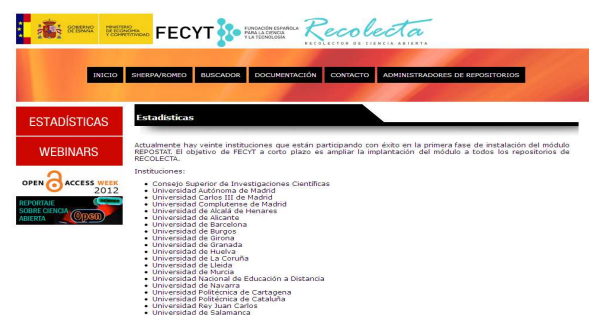 GOBIERNO
DE ESPAÑA
MINISTERIO
DE ECONOMÍA
Y COMPETITIVIDAD
FECYT
FUNDACIÓN ESPAÑOLA
PARA LA CIENCIA
Y LA TECNOLOGÍA
Recolecta
RECOLECTOR DE CIENCIA ABIERTA
INICIO SHERPA/ROMEO BUSCADOR DOCUMENTACIÓN CONTACTO ADMINISTRADORES DE REPOSITORIOS
ESTADÍSTICAS
WEBINARS
OPEN ACCESS WEEK
2012
REPORTAJE
SOBRE CIENCIA
ABIERTA
Open
Estadísticas
Actualmente hay veinte instituciones que están participando con éxito en la primera fase de instalación del módulo
REPOSTAT. El objetivo de FECYT a corto plazo es ampliar la implantación del módulo a todos los repositorios de
RECOLECTA.
Instituciones:
• Consejo Superior de Investigaciones Científicas
• Universidad Autónoma de Madrid
• Universidad Carlos III de Madrid
• Universidad Complutense de Madrid
• Universidad de Alcalá de Henares
• Universidad de Alicante
• Universidad de Barcelona
• Universidad de Burgos
• Universidad de Girona
• Universidad de Granada
• Universidad de Huelva
• Universidad de La Coruña
• Universidad de Lleida
• Universidad de Murcia
• Universidad Nacional de Educación a Distancia
• Universidad de Navarra
• Universidad Politécnica de Cartagena
• Universidad Politécnica de Cataluña
• Universidad Rey Juan Carlos
• Universidad de Salamanca